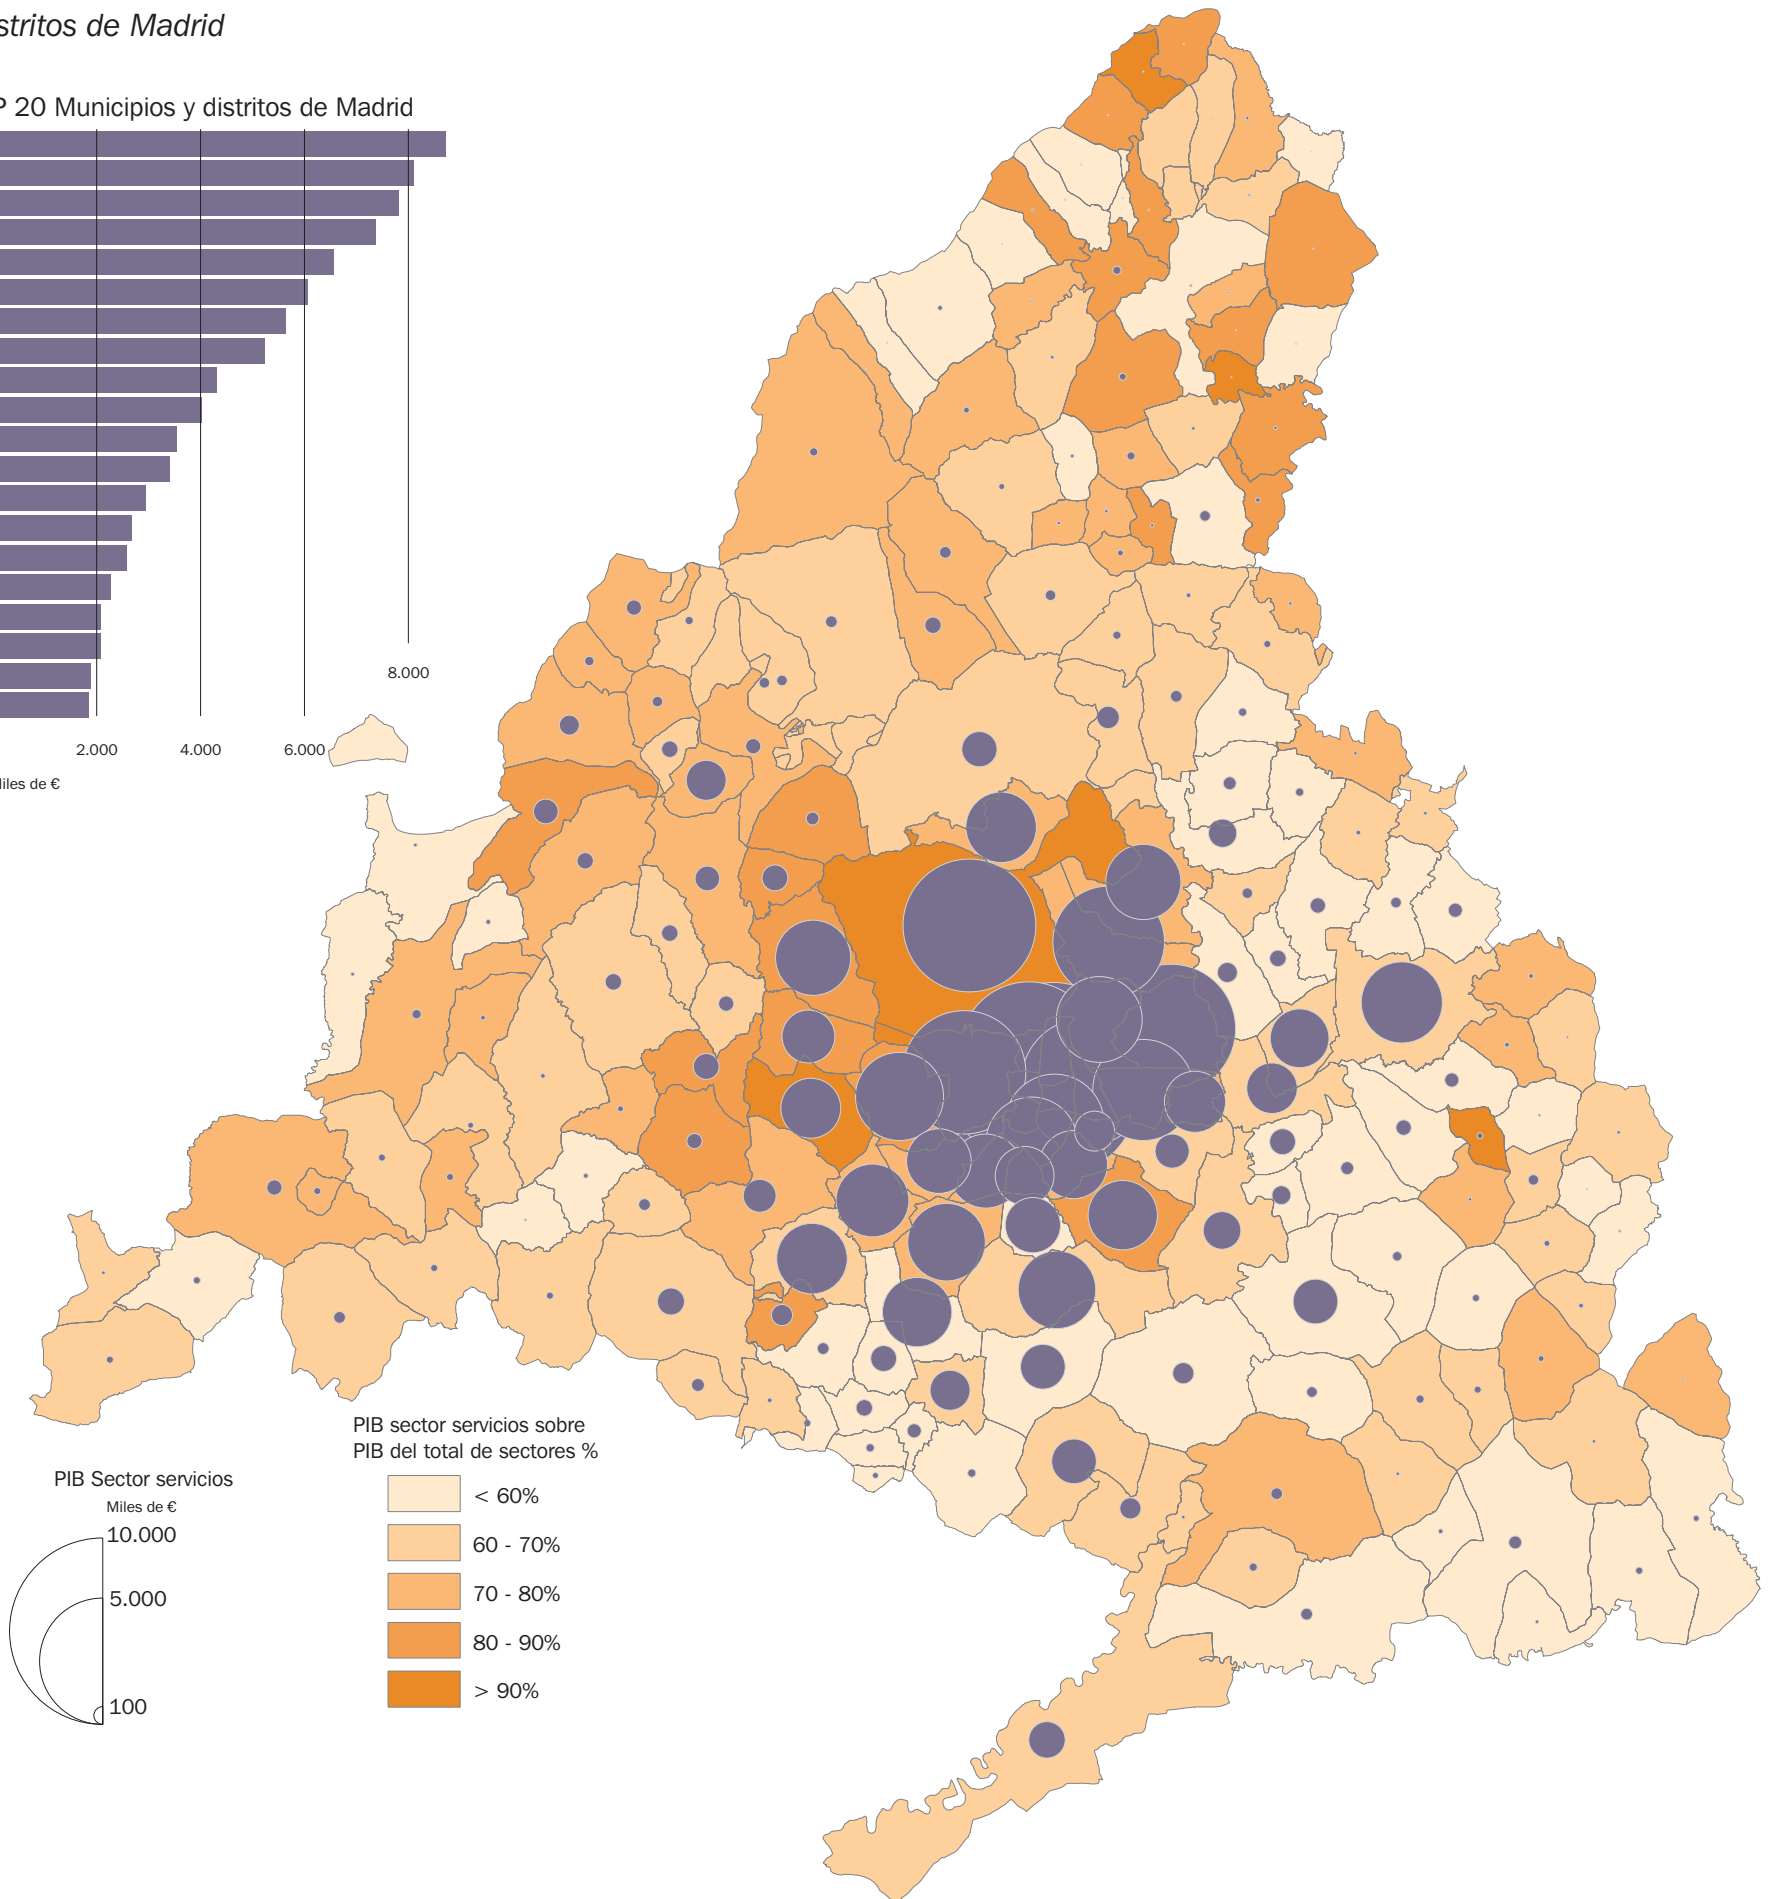 stritos de Madrid
P 20 Municipios y distritos de Madrid
8.000
2.000
4.000
6.000
Miles de €
PIB sector servicios sobre
PIB del total de sectores %
< 60%
60 - 70%
70 - 80%
80 - 90%
> 90%
PIB Sector servicios
Miles de €
10.000
5.000
100